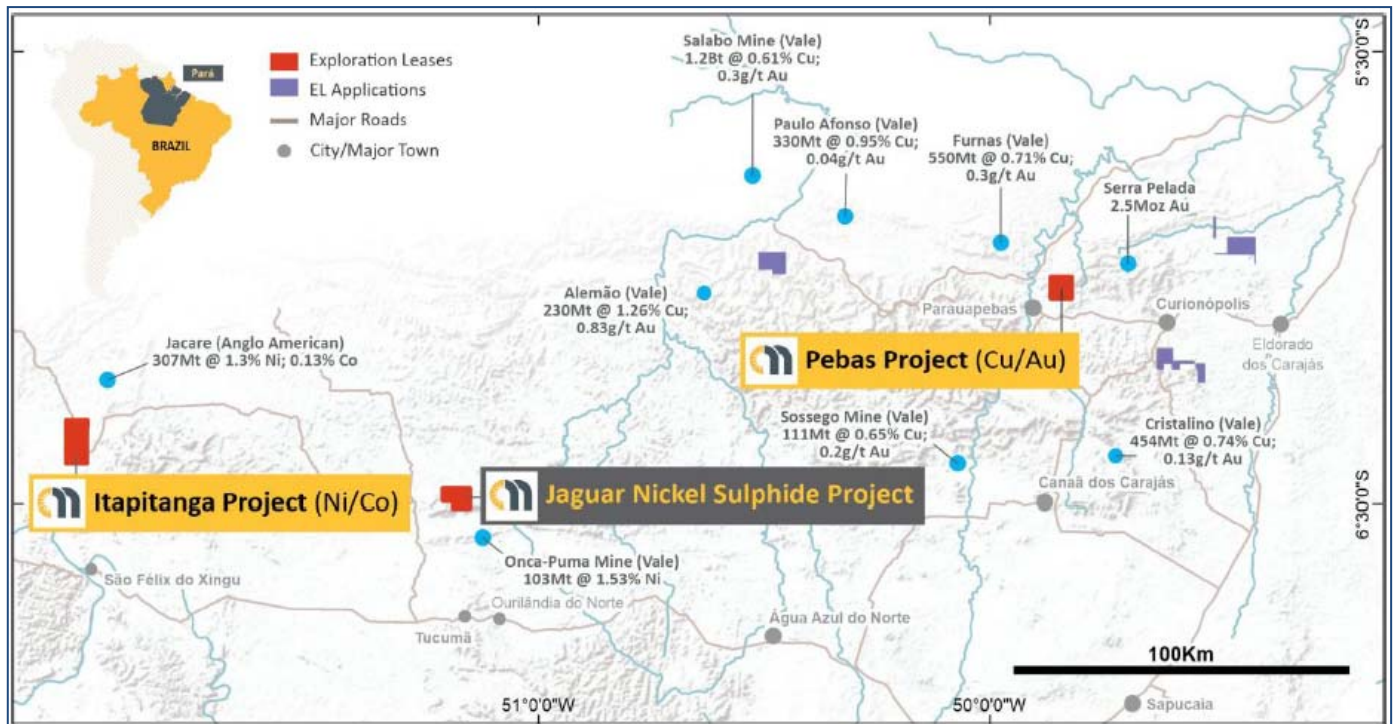 Pará
BRAZIL
Exploration Leases
EL Applications
Major Roads
City/Major Town
Salabo Mine (Vale)
1.2Bt @ 0.61% Cu;
0.3g/t Au
Paulo Afonso (Vale)
330Mt @ 0.95% Cu;
0.04g/t Au
Furnas (Vale)
550Mt @ 0.71% Cu;
0.3g/t Au
Serra Pelada
2.5Moz Au
5°30'0"S
Alemão (Vale)
230Mt @ 1.26% Cu;
0.83g/t Au
Parauapebas
Curionópolis
Eldorado
dos Carajás
Jacare (Anglo American)
307Mt @ 1.3% Ni; 0.13% Co
Pebas Project (Cu/Au)
Sossego Mine (Vale)
111Mt @ 0.65% Cu;
0.2g/t Au
Cristalino (Vale)
454Mt @ 0.74% Cu;
0.13g/t Au
Itapitanga Project (Ni/Co)
Jaguar Nickel Sulphide Project
Canaã dos Carajás
6°30'0"S
Onca-Puma Mine (Vale)
103Mt @ 1.53% Ni
São Félix do Xingu
Ourilândia do Norte
Tucumã
Água Azul do Norte
100Km
51°0'0"W
50°0'0"W
Sapucaia